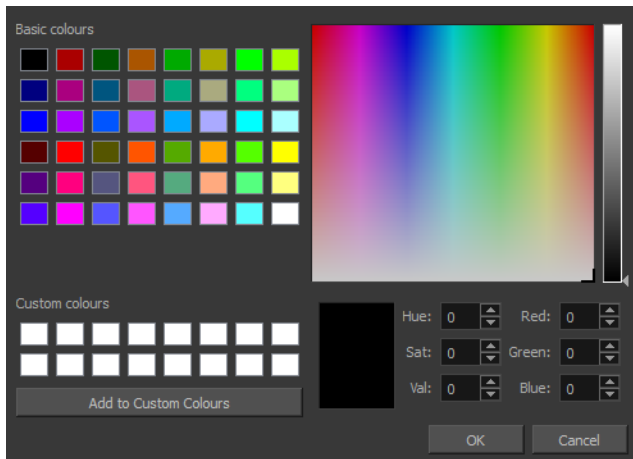 Basic colours
Custom colours
Add to Custom Colours
Hue: 0 Red: 0
Sat: 0 Green: 0
Val: 0 Blue: 0
OK Cancel